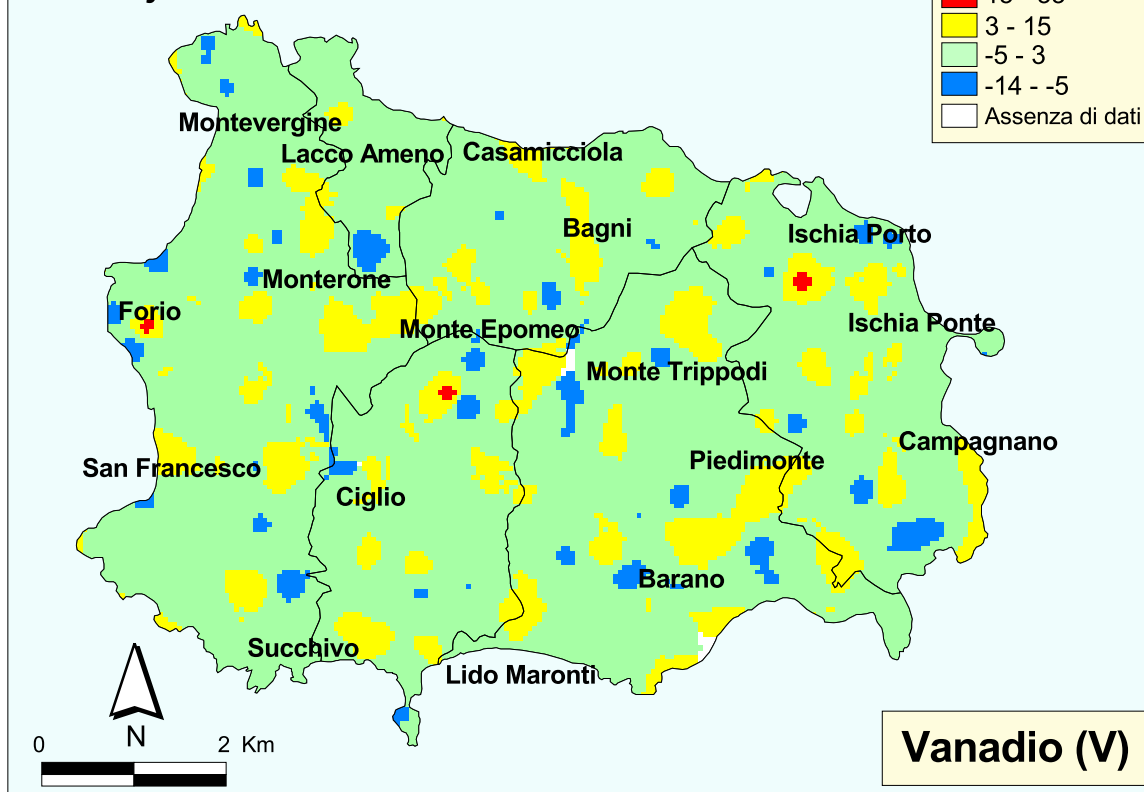 3 - 15
-5 - 3
-14 - -5
Assenza di dati
Montevergine
Lacco Ameno
Casamicciola
Bagni
Ischia Porto
Monterone
Forio
Monte Epomeo
Ischia Ponte
Monte Trippodi
San Francesco
Ciglio
Piedimonte
Campagnano
Barano
Succhivo
Lido Maronti
N
0 2 Km
Vanadio (V)